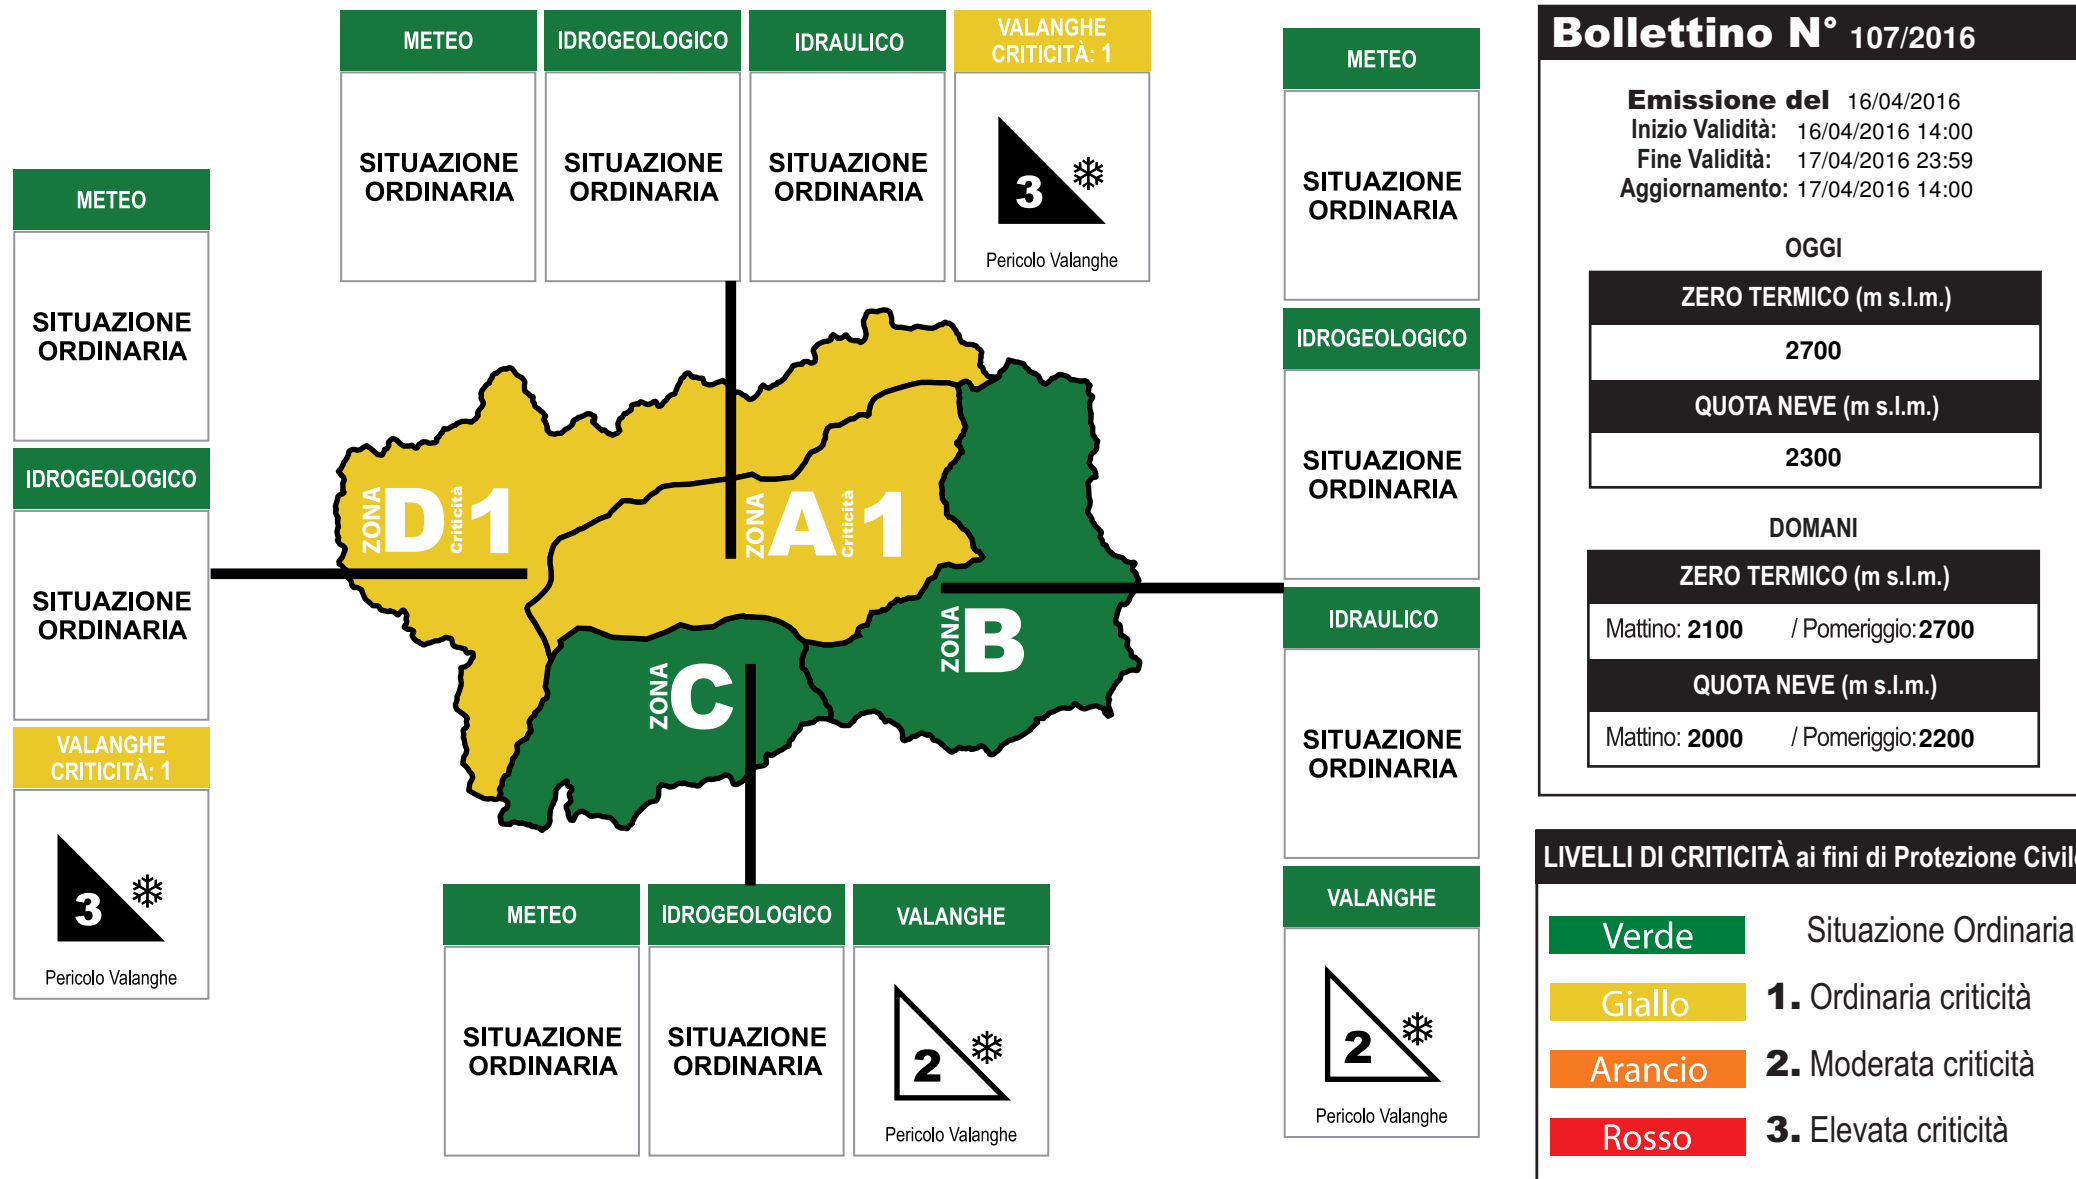 METEO
SITUAZIONE
ORDINARIA
IDROGEOLOGICO
SITUAZIONE
ORDINARIA
IDRAULICO
SITUAZIONE
ORDINARIA
VALANGHE
CRITICITÀ: 1
3
Pericolo Valanghe
METEO
SITUAZIONE
ORDINARIA
IDROGEOLOGICO
SITUAZIONE
ORDINARIA
VALANGHE
CRITICITÀ: 1
3
Pericolo Valanghe
ZONA D Criticità 1
ZONA A Criticità 1
ZONA B
ZONA C
METEO
SITUAZIONE
ORDINARIA
IDROGEOLOGICO
SITUAZIONE
ORDINARIA
VALANGHE
2
Pericolo Valanghe
METEO
SITUAZIONE
ORDINARIA
IDROGEOLOGICO
SITUAZIONE
ORDINARIA
IDRAULICO
SITUAZIONE
ORDINARIA
VALANGHE
2
Pericolo Valanghe
Bollettino N° 107/2016
Emissione del 16/04/2016
Inizio Validità: 16/04/2016 14:00
Fine Validità: 17/04/2016 23:59
Aggiornamento: 17/04/2016 14:00
OGGI
ZERO TERMICO (m s.l.m.)
2700
QUOTA NEVE (m s.l.m.)
2300
DOMANI
ZERO TERMICO (m s.l.m.)
Mattino: 2100 / Pomeriggio: 2700
QUOTA NEVE (m s.l.m.)
Mattino: 2000 / Pomeriggio: 2200
LIVELLI DI CRITICITÀ ai fini di Protezione Civile
Verde Situazione Ordinaria
Giallo 1. Ordinaria criticità
Arancio 2. Moderata criticità
Rosso 3. Elevata criticità